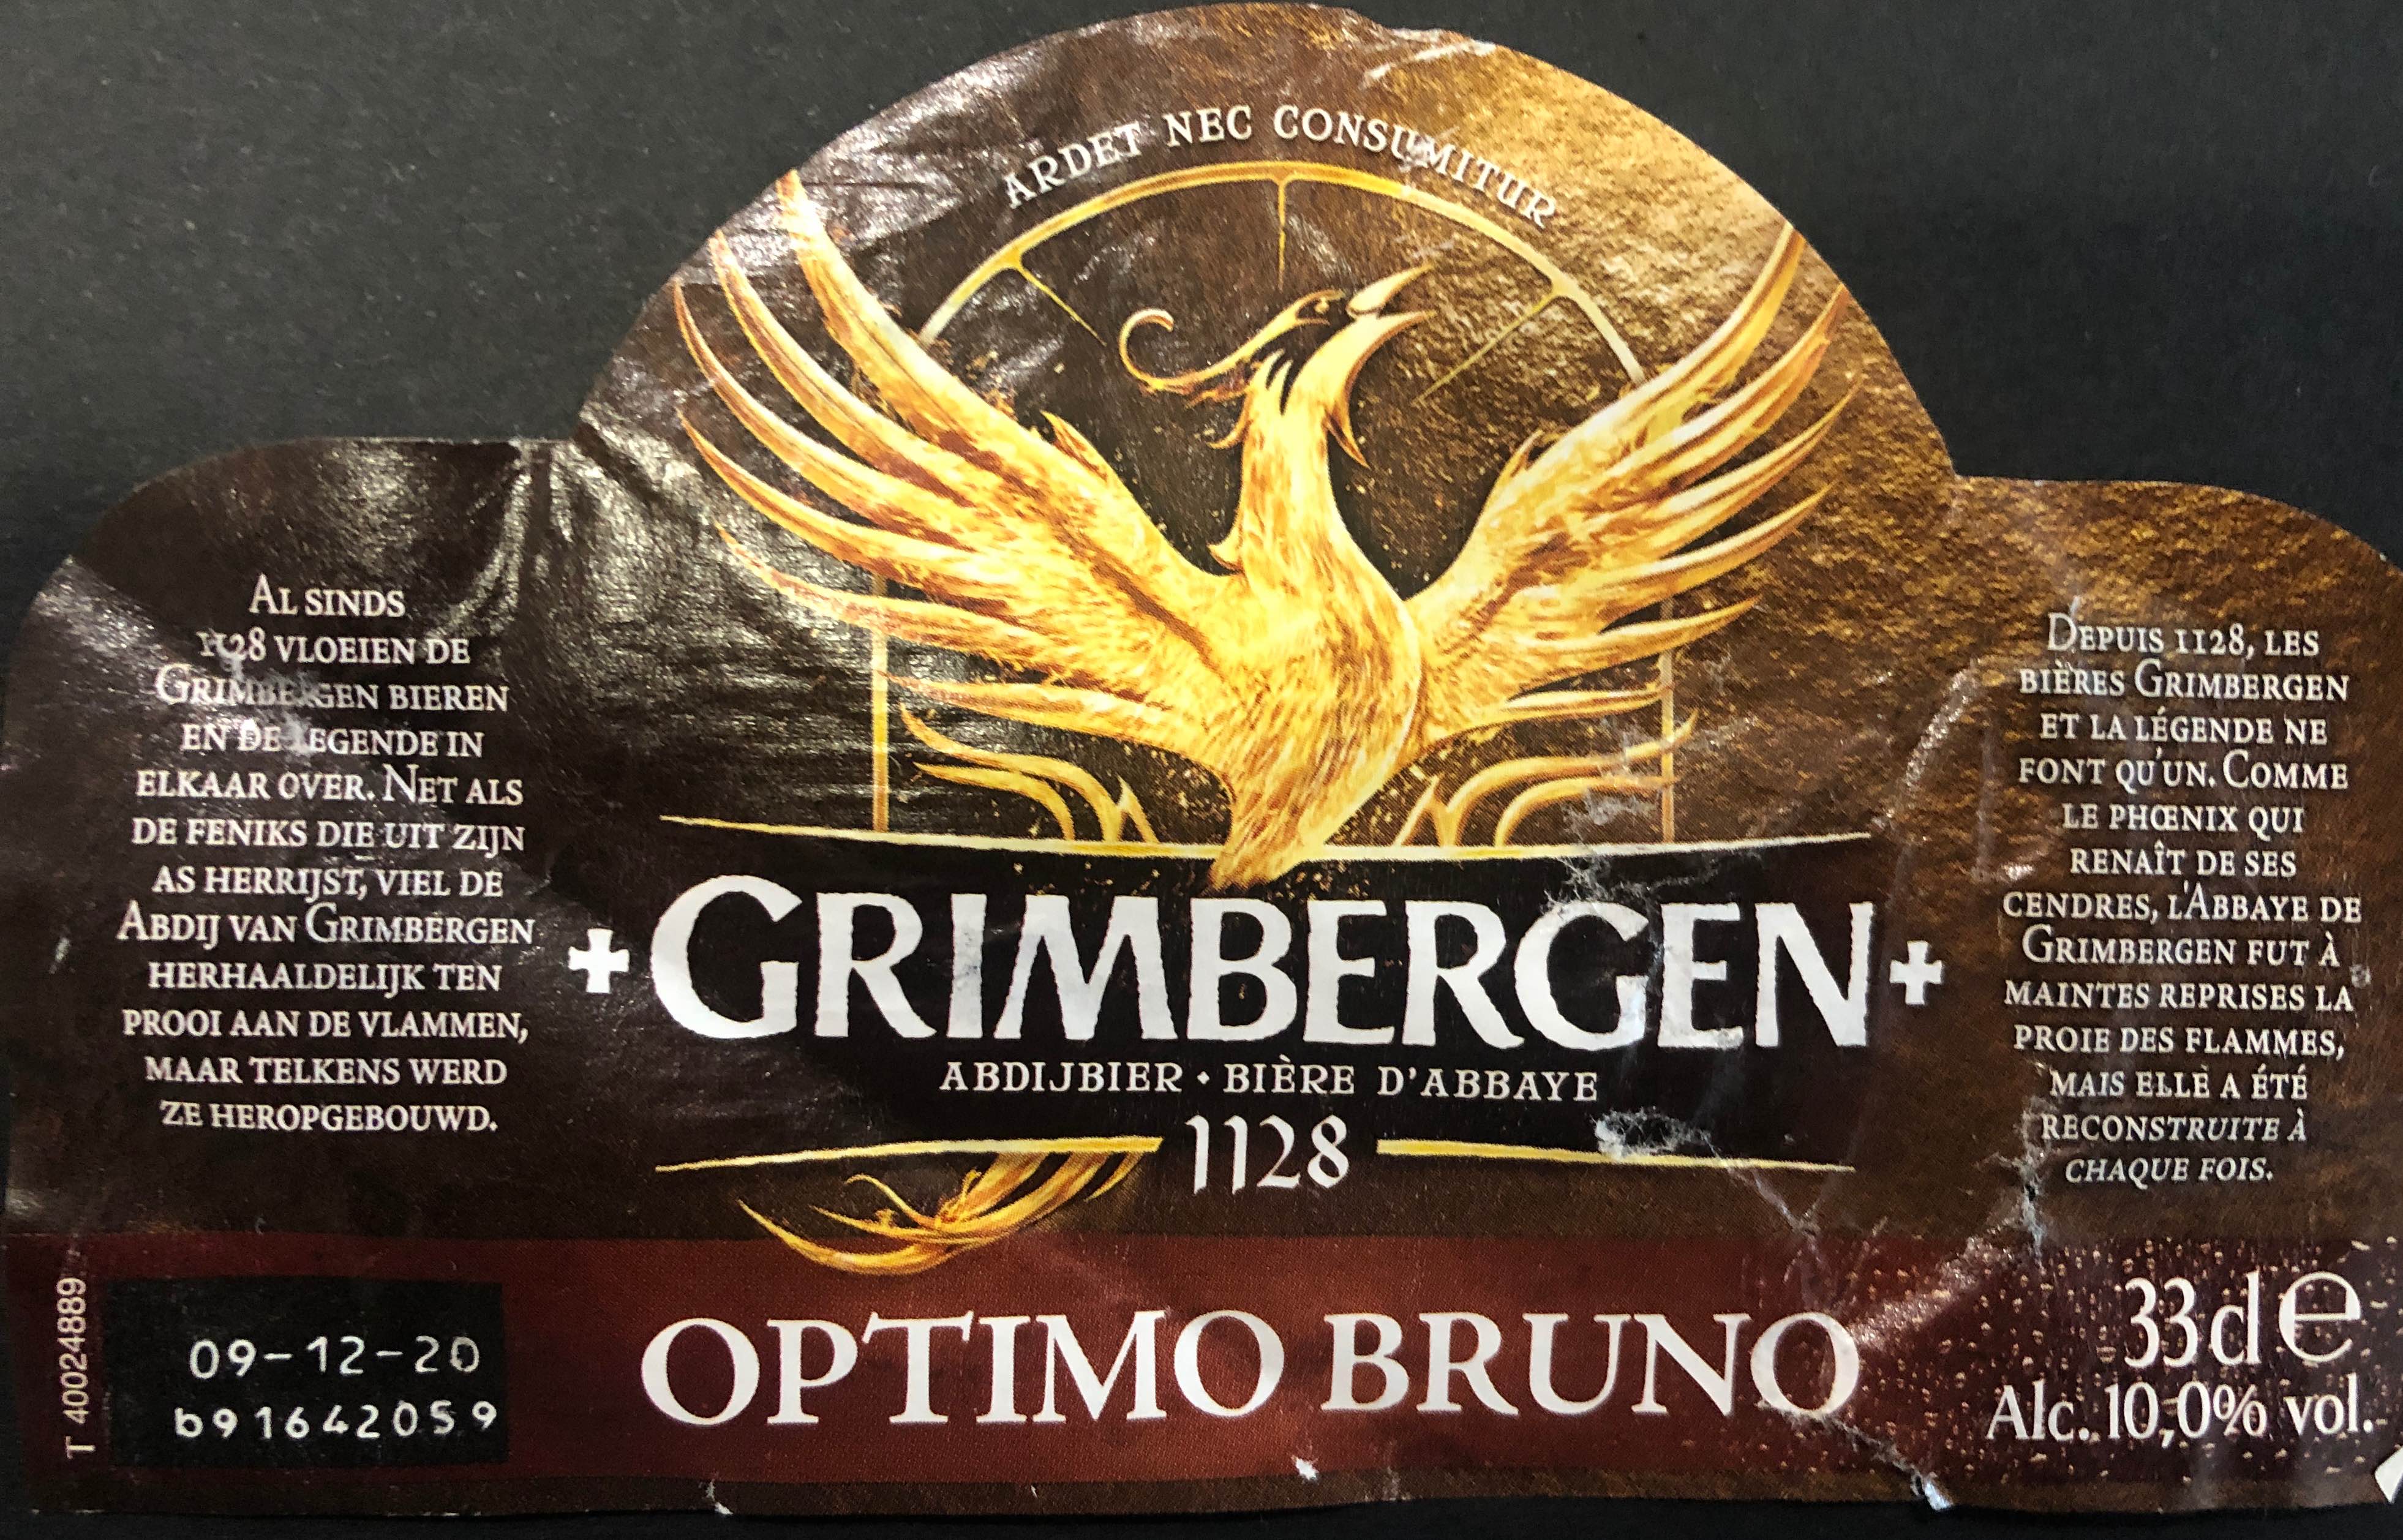 ARDET NEC CONSUMITUR
AL SINDS
1128 VLOEIEN DE
GRIMBERGEN BIEREN
EN DE LEGENDE IN
ELKAAR OVER. NET ALS
DE FENIKS DIE UIT ZIJN
AS HERRIJST, VIEL DE
ABDIJ VAN GRIMBERGEN
HERHAALDELIJK TEN
PROOI AAN DE VLAMMEN,
MAAR TELKENS WERD
ZE HEROPGEBOUWD.
+GRIMBERGEN+
ABDIJBIER • BIÈRE D'ABBAYE
1128
DEPUIS 1128, LES
BIÈRES GRIMBERGEN
ET LA LÉGENDE NE
FONT QU'UN. COMME
LE PHŒNIX QUI
RENAÎT DE SES
CENDRES, L'ABBAYE DE
GRIMBERGEN FUT À
MAINTES REPRISES LA
PROIE DES FLAMMES,
MAIS ELLE A ÉTÉ
RECONSTRUITE À
CHAQUE FOIS.
T 40024889
09-12-20
b91642059
OPTIMO BRUNO
33 cl e
Alc. 10,0% vol.